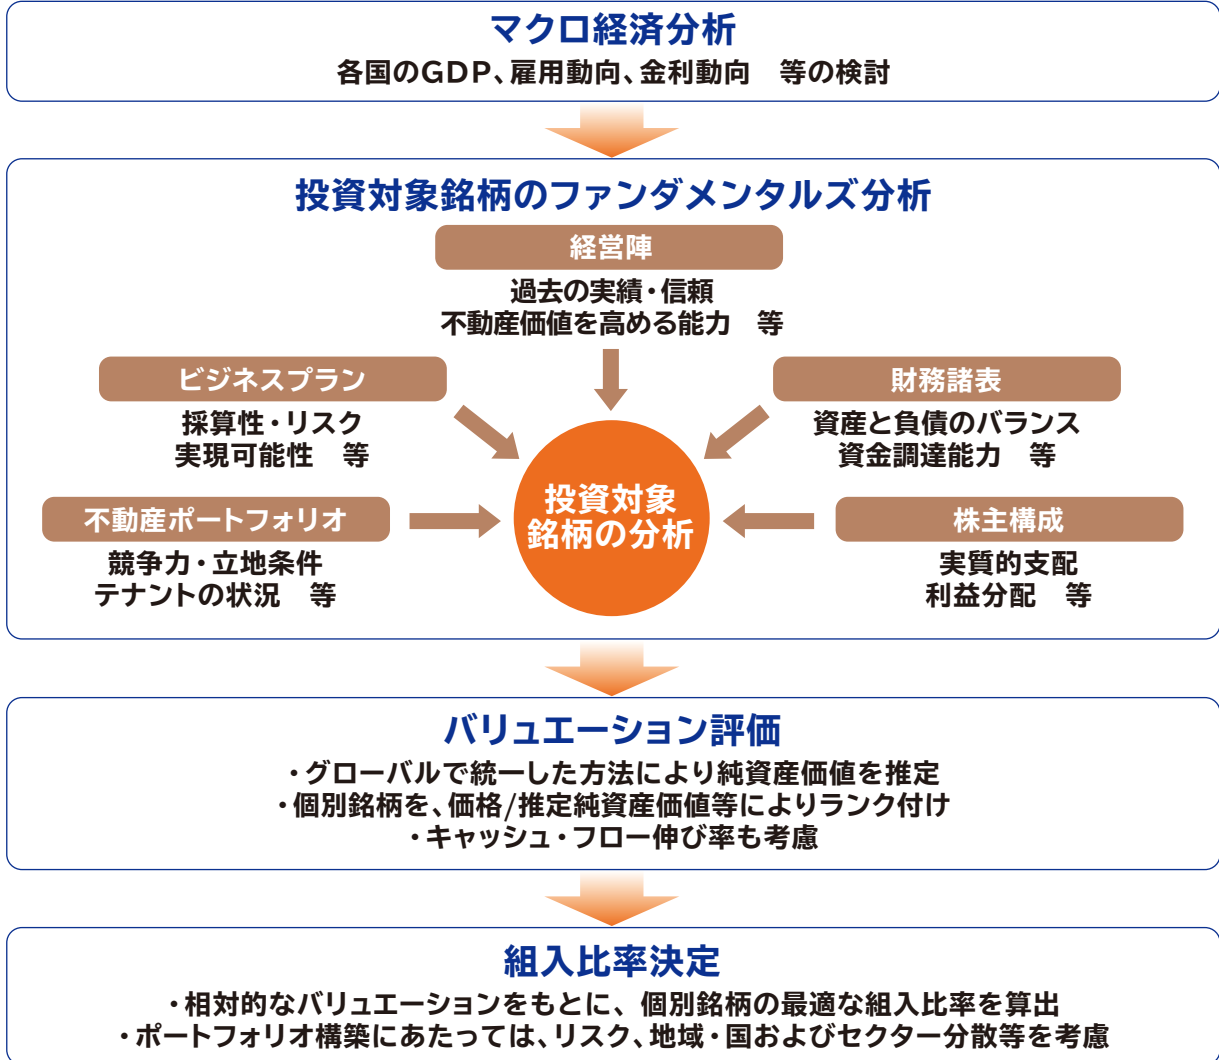 マクロ経済分析
各国のGDP、雇用動向、金利動向　等の検討
投資対象銘柄のファンダメンタルズ分析
経営陣
過去の実績・信頼
不動産価値を高める能力　等
ビジネスプラン
採算性・リスク
実現可能性　等
財務諸表
資産と負債のバランス
資金調達能力　等
不動産ポートフォリオ
競争力・立地条件
テナントの状況　等
投資対象
銘柄の分析
株主構成
実質的支配
利益分配　等
バリュエーション評価
・グローバルで統一した方法により純資産価値を推定
・個別銘柄を、価格/推定純資産価値等によりランク付け
・キャッシュ・フロー伸び率も考慮
組入比率決定
・相対的なバリュエーションをもとに、個別銘柄の最適な組入比率を算出
・ポートフォリオ構築にあたっては、リスク、地域・国およびセクター分散等を考慮